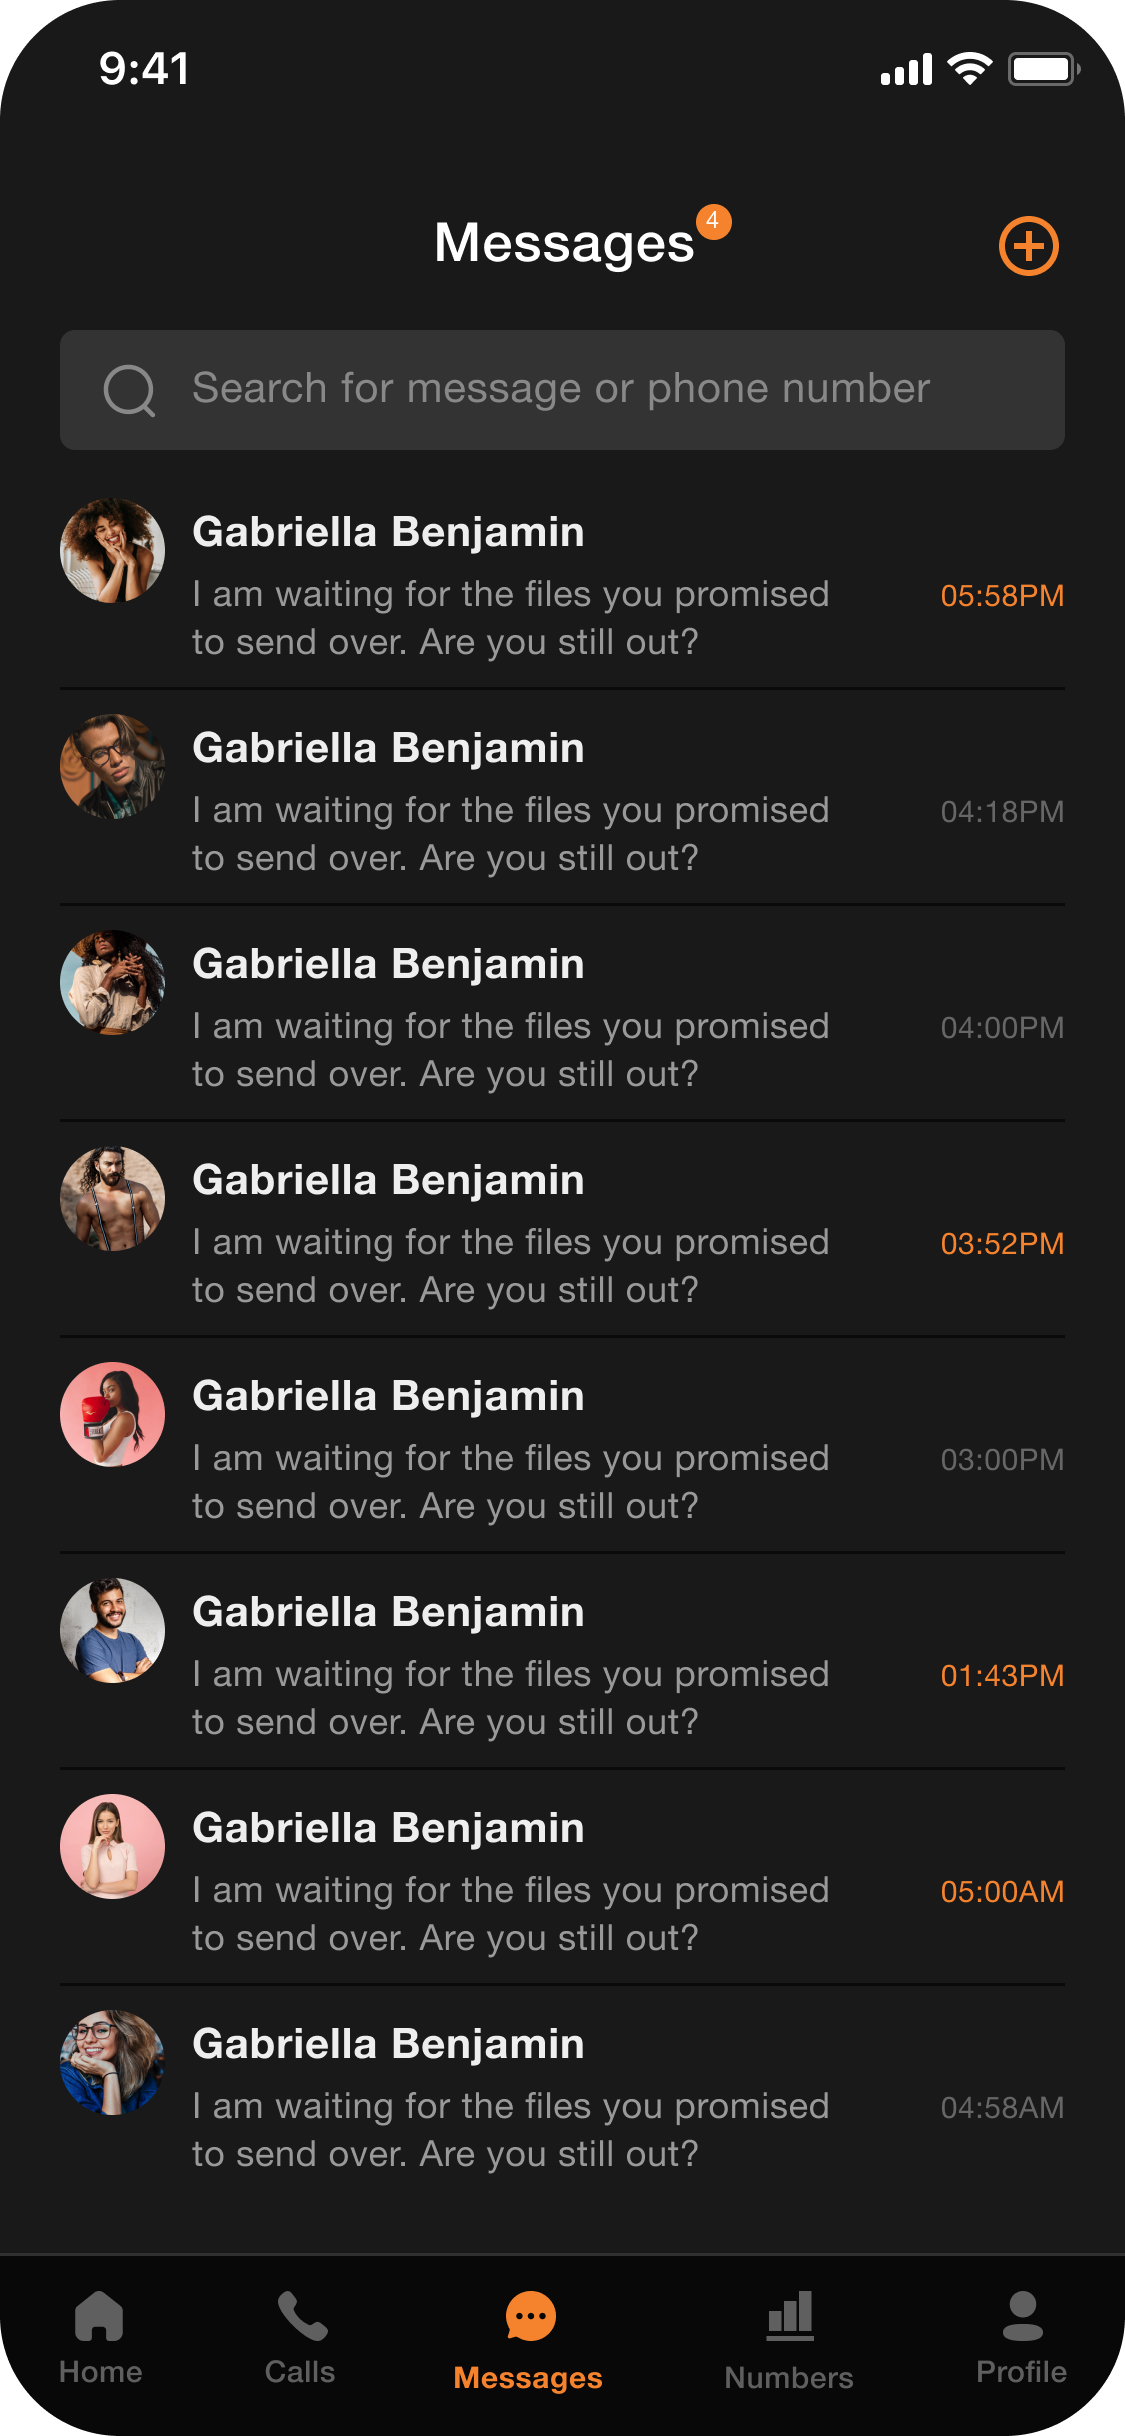 9:41
Messages 4
Search for message or phone number
Gabriella Benjamin
I am waiting for the files you promised 05:58PM
to send over. Are you still out?
Gabriella Benjamin
I am waiting for the files you promised 04:18PM
to send over. Are you still out?
Gabriella Benjamin
I am waiting for the files you promised 04:00PM
to send over. Are you still out?
Gabriella Benjamin
I am waiting for the files you promised 03:52PM
to send over. Are you still out?
Gabriella Benjamin
I am waiting for the files you promised 03:00PM
to send over. Are you still out?
Gabriella Benjamin
I am waiting for the files you promised 01:43PM
to send over. Are you still out?
Gabriella Benjamin
I am waiting for the files you promised 05:00AM
to send over. Are you still out?
Gabriella Benjamin
I am waiting for the files you promised 04:58AM
to send over. Are you still out?
Home Calls Messages Numbers Profile